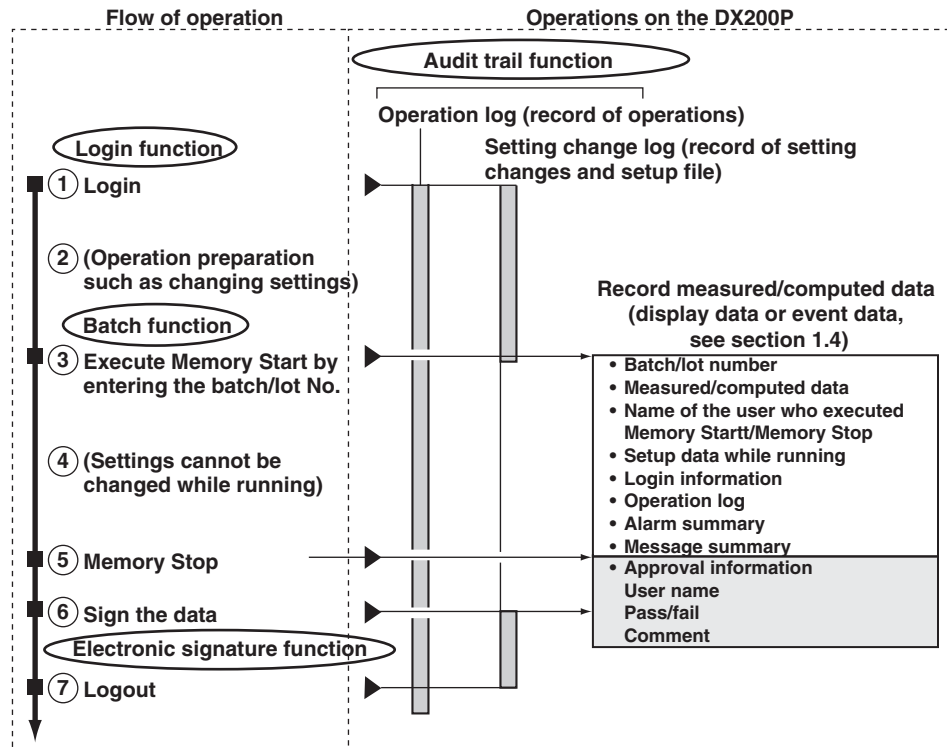 Flow of operation
Operations on the DX200P
Audit trail function
Operation log (record of operations)
Setting change log (record of setting
changes and setup file)
Login function
1 Login
2 (Operation preparation
such as changing settings)
Batch function
3 Execute Memory Start by
entering the batch/lot No.
4 (Settings cannot be
changed while running)
5 Memory Stop
6 Sign the data
Electronic signature function
7 Logout
Record measured/computed data
(display data or event data,
see section 1.4)
• Batch/lot number
• Measured/computed data
• Name of the user who executed
Memory Startt/Memory Stop
• Setup data while running
• Login information
• Operation log
• Alarm summary
• Message summary
• Approval information
User name
Pass/fail
Comment